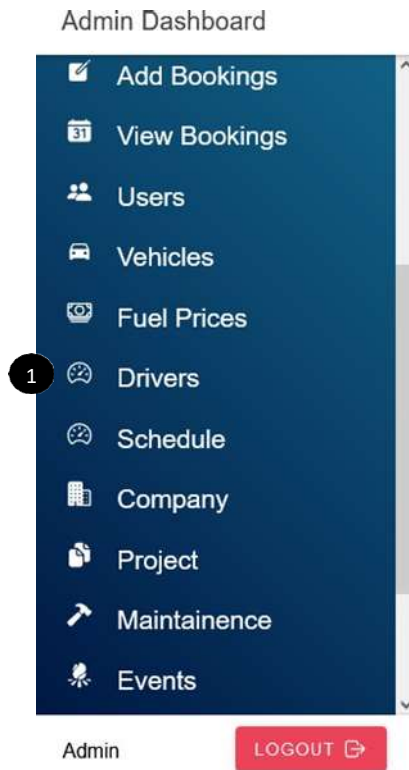 Admin Dashboard
Add Bookings
31 View Bookings
Users
Vehicles
Fuel Prices
1 Drivers
Schedule
Company
Project
Maintainence
Events
Admin LOGOUT